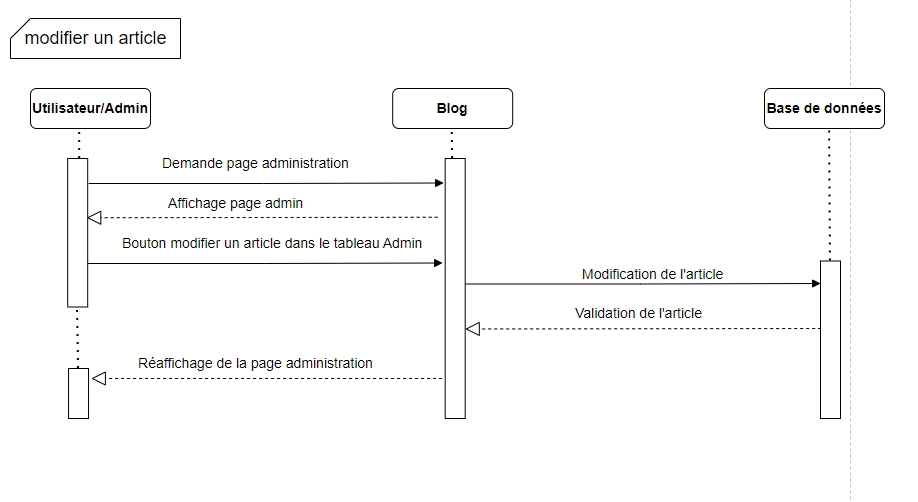 modifier un article
Utilisateur/Admin
Blog
Base de données
Demande page administration
Affichage page admin
Bouton modifier un article dans le tableau Admin
Modification de l'article
Validation de l'article
Réaffichage de la page administration